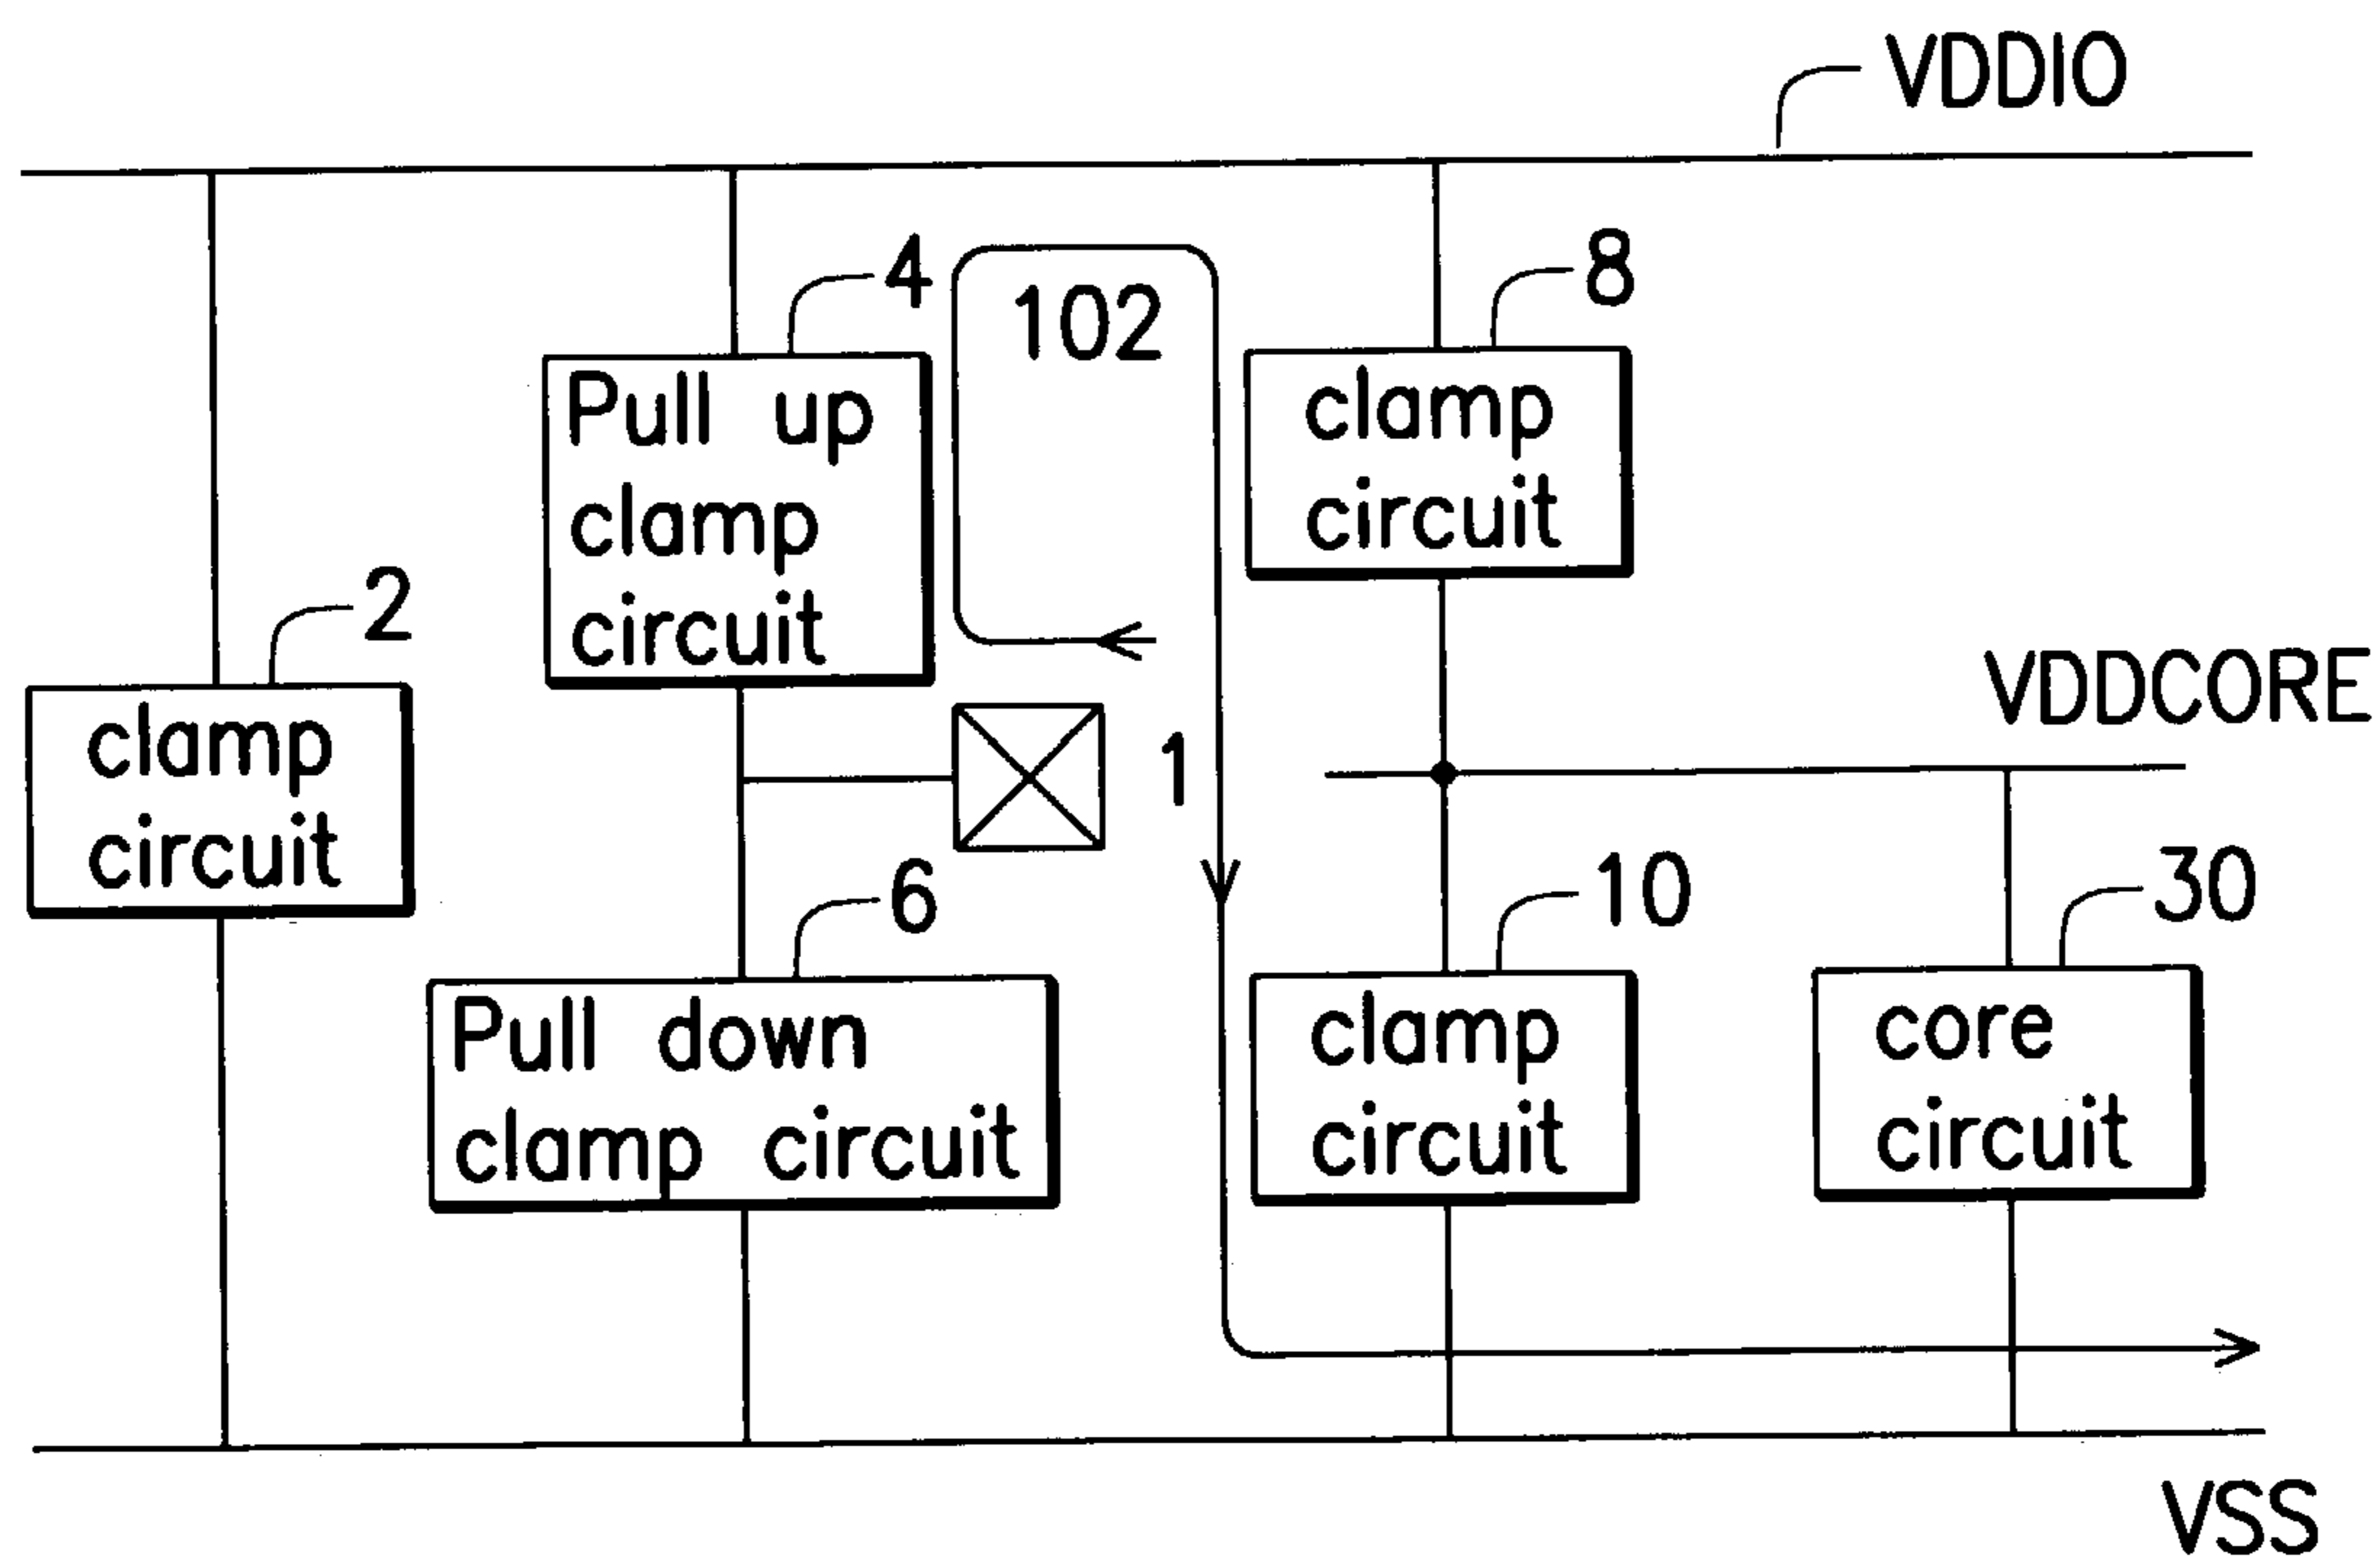 VDDIO
4
102
8
Pull up
clamp
circuit
clamp
circuit
2
clamp
circuit
1
VDDCORE
6
10
30
Pull down
clamp circuit
clamp
circuit
core
circuit
VSS